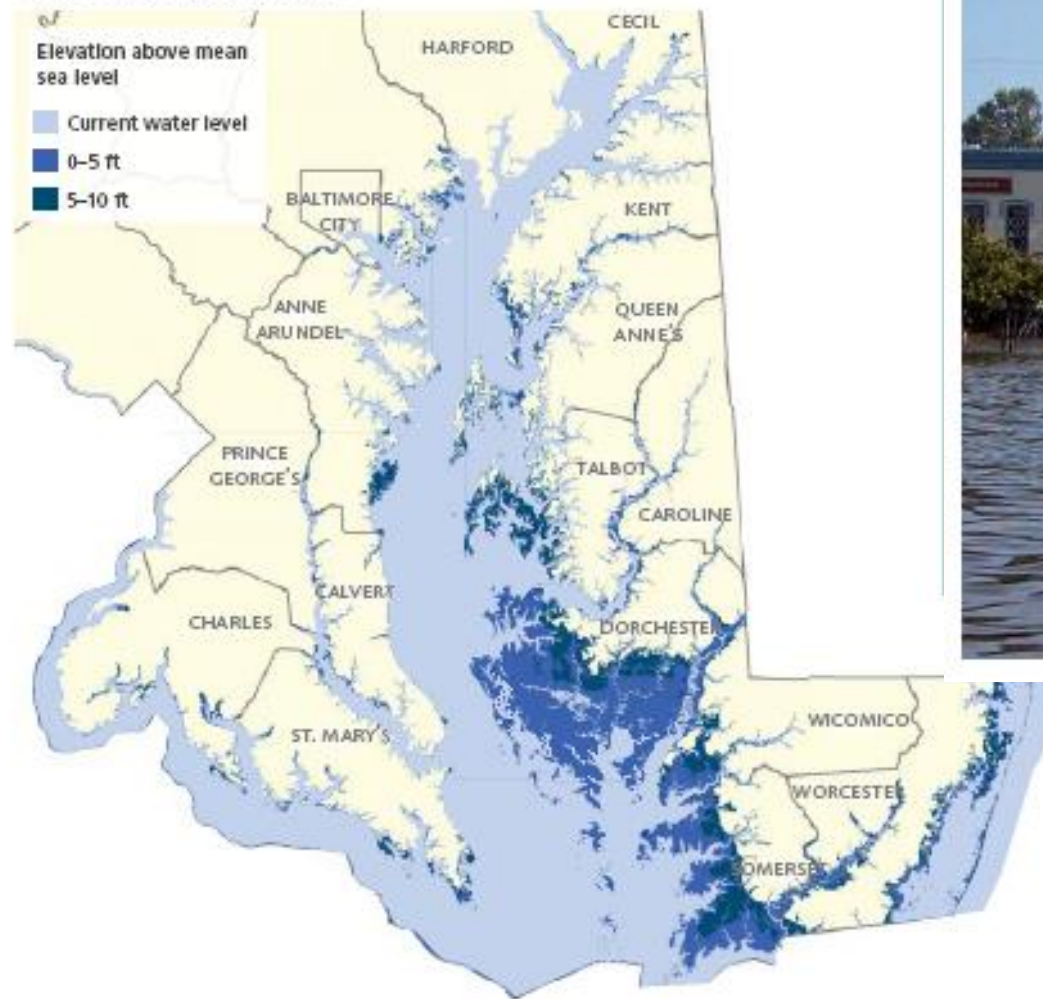 Elevation above mean
sea level
Current water level
0–5 ft
5–10 ft
CECIL
HARFORD
BALTIMORE
CITY
KENT
ANNE
ARUNDEL
QUEEN
ANNE'S
PRINCE
GEORGE'S
TALBOT
CAROLINE
CALVERT
CHARLES
DORCHESTER
ST. MARY'S
WICOMICO
WORCESTER
SOMERSET